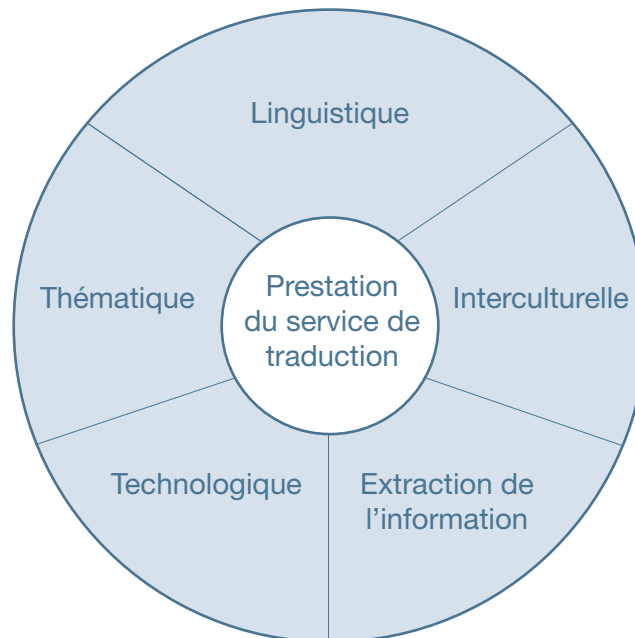 Linguistique
Thématique
Prestation
du service de
traduction
Interculturelle
Technologique
Extraction de
l’information